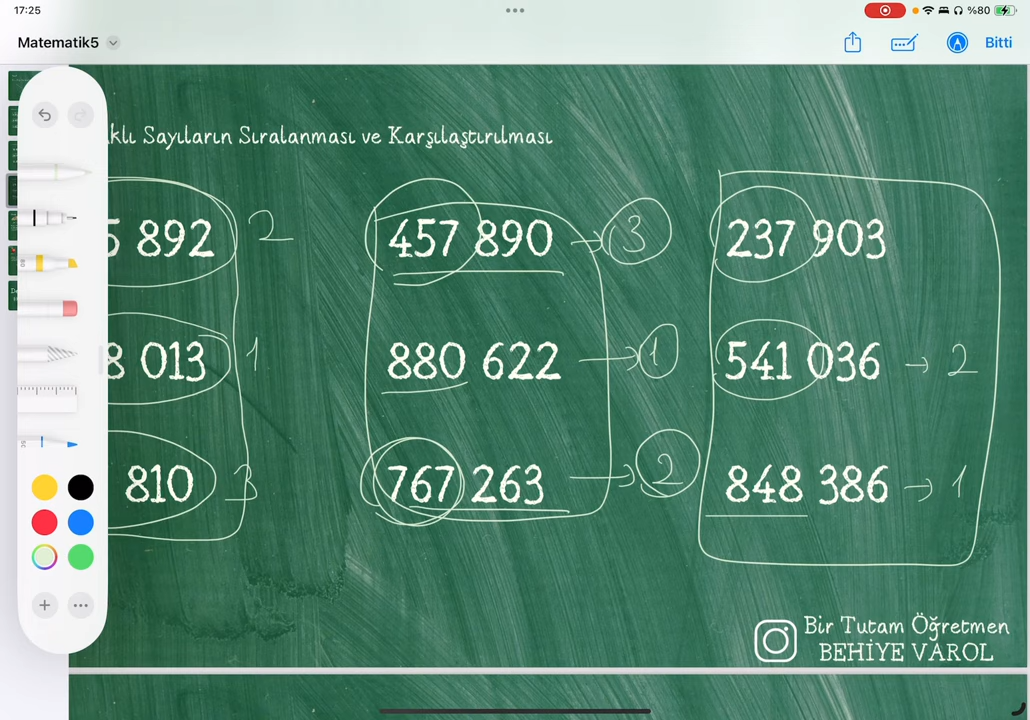 17:25
%80
Matematik5
Bitti
klı Sayıların Sıralanması ve Karşılaştırılması
5 892 2
457 890 → 3
237 903
8 013 1
880 622 → 1
541 036 → 2
810 3
767 263 → 2
848 386 → 1
Bir Tutam Öğretmen
BEHİYE VAROL